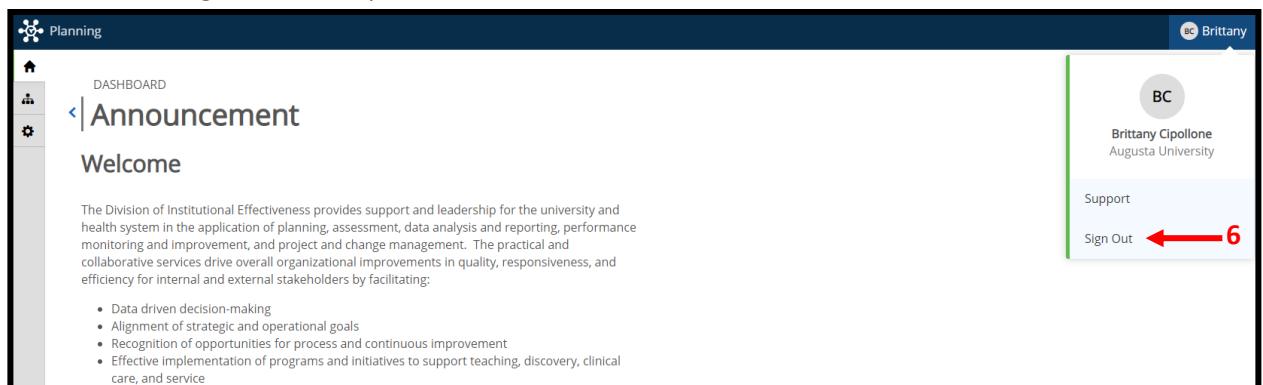 Planning
BC Brittany
DASHBOARD
Announcement
Welcome
The Division of Institutional Effectiveness provides support and leadership for the university and
health system in the application of planning, assessment, data analysis and reporting, performance
monitoring and improvement, and project and change management.  The practical and
collaborative services drive overall organizational improvements in quality, responsiveness, and
efficiency for internal and external stakeholders by facilitating:
• Data driven decision-making
• Alignment of strategic and operational goals
• Recognition of opportunities for process and continuous improvement
• Effective implementation of programs and initiatives to support teaching, discovery, clinical
care, and service
BC
Brittany Cipollone
Augusta University
Support
Sign Out 6